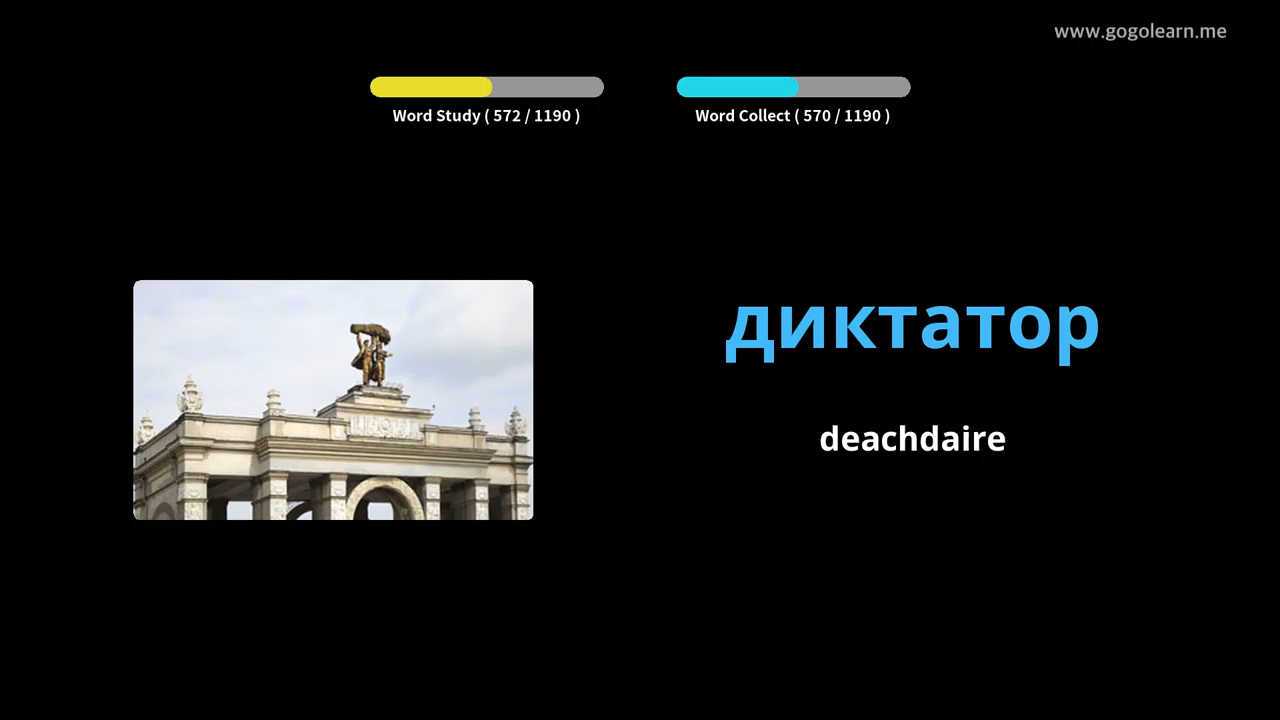 www.gogolearn.me
Word Study ( 572 / 1190 )
Word Collect ( 570 / 1190 )
диктатор
deachdaire